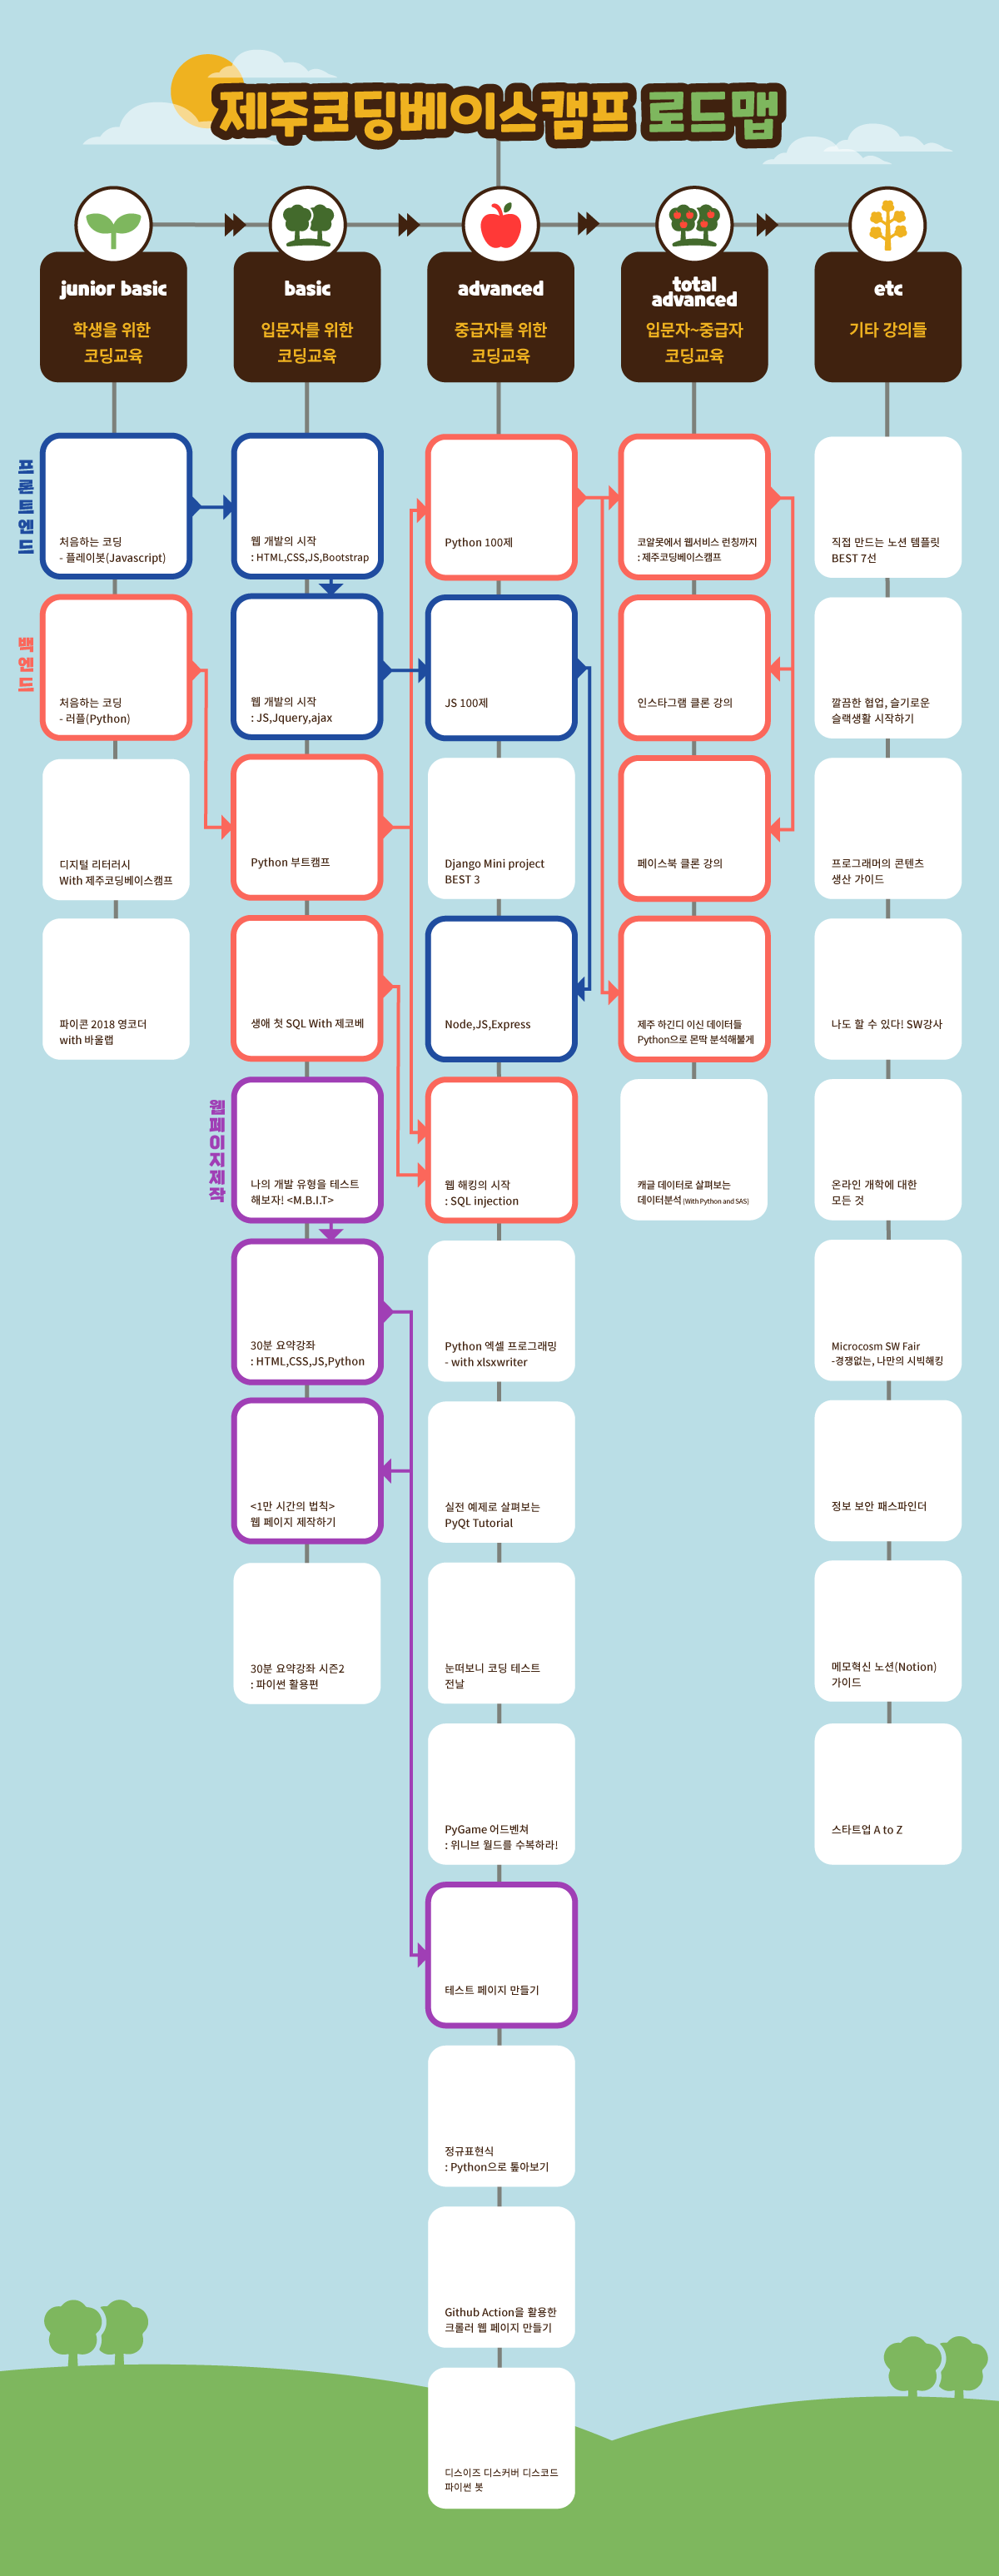 제주코딩베이스캠프 로드맵
junior basic
학생을 위한
코딩교육
basic
입문자를 위한
코딩교육
advanced
중급자를 위한
코딩교육
total
advanced
입문자~중급자
코딩교육
etc
기타 강의들
프론트엔드
처음하는 코딩
- 플레이봇(Javascript)
웹 개발의 시작
: HTML,CSS,JS,Bootstrap
Python 100제
코알못에서 웹서비스 런칭까지
: 제주코딩베이스캠프
직접 만드는 노션 템플릿
BEST 7선
백엔드
처음하는 코딩
- 러플(Python)
웹 개발의 시작
: JS,Jquery,ajax
JS 100제
인스타그램 클론 강의
깔끔한 협업, 슬기로운
슬랙생활 시작하기
디지털 리터러시
With 제주코딩베이스캠프
Python 부트캠프
Django Mini project
BEST 3
페이스북 클론 강의
프로그래머의 콘텐츠
생산 가이드
파이콘 2018 영코더
with 바울랩
생애 첫 SQL With 제코베
Node,JS,Express
제주 하긴디 이신 데이터들
Python으로 몬딱 분석해불게
나도 할 수 있다! SW강사
웹페이지제작
나의 개발 유형을 테스트
해보자! <M.B.I.T>
웹 해킹의 시작
: SQL injection
캐글 데이터로 살펴보는
데이터분석 (With Python and SAS)
온라인 개학에 대한
모든 것
30분 요약강좌
: HTML,CSS,JS,Python
Python 엑셀 프로그래밍
- with xlsxwriter
Microcosm SW Fair
-경쟁없는, 나만의 시빅해킹
<1만 시간의 법칙>
웹 페이지 제작하기
실전 예제로 살펴보는
PyQt Tutorial
정보 보안 패스파인더
30분 요약강좌 시즌2
: 파이썬 활용편
눈떠보니 코딩 테스트
전날
메모혁신 노션(Notion)
가이드
PyGame 어드벤쳐
: 위니브 월드를 수복하라!
스타트업 A to Z
테스트 페이지 만들기
정규표현식
: Python으로 톺아보기
Github Action을 활용한
크롤러 웹 페이지 만들기
디스이즈 디스커버 디스코드
파이썬 봇